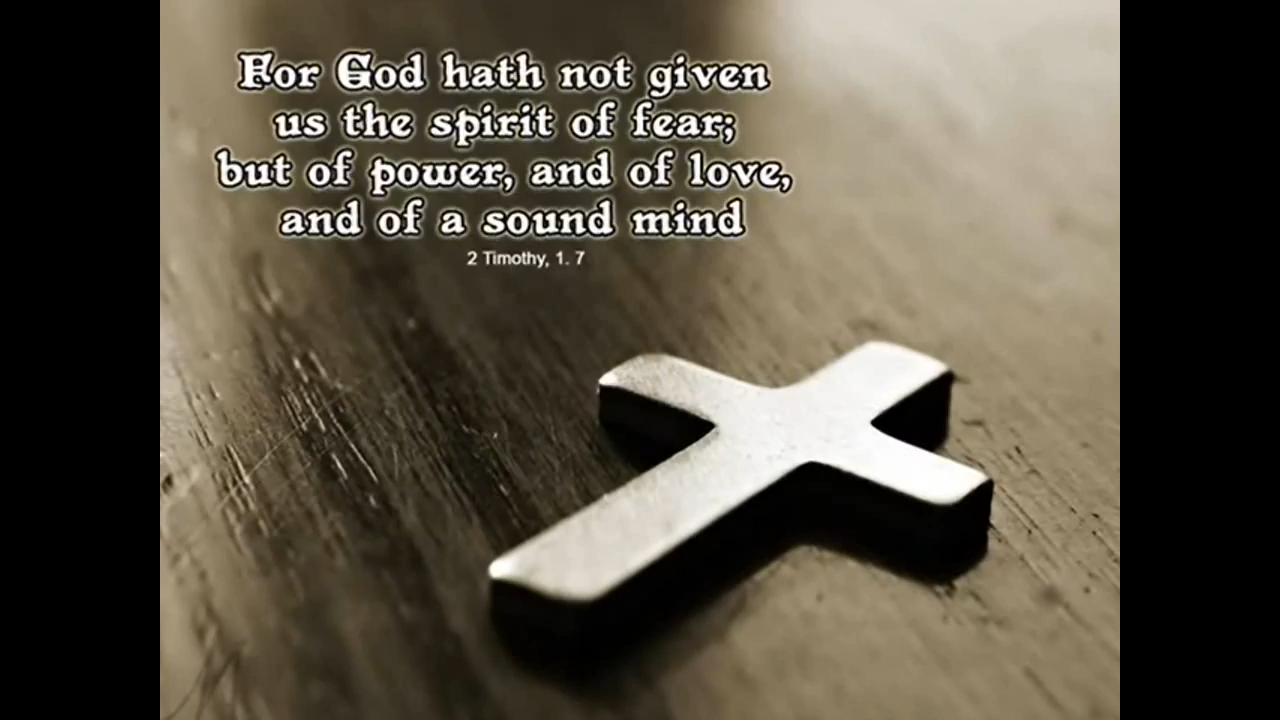 For God hath not given
us the spirit of fear;
but of power, and of love,
and of a sound mind
2 Timothy, 1. 7